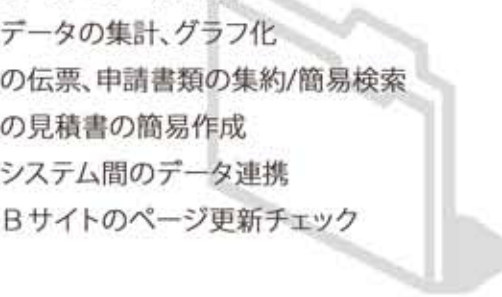 データの集計、グラフ化
の伝票、申請書類の集約/簡易検索
の見積書の簡易作成
システム間のデータ連携
Bサイトのページ更新チェック